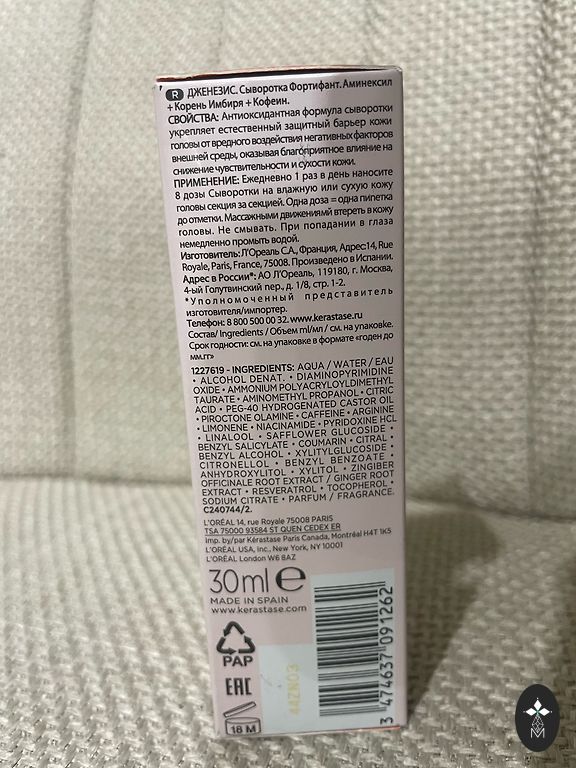 R ДЖЕНЕЗИС. Сыворотка Фортифант. Аминексил
+ Корень Имбиря + Кофеин.
СВОЙСТВА: Антиоксидантная формула сыворотки
укрепляет естественный защитный барьер кожи
головы от вредного воздействия негативных факторов
внешней среды, оказывая благоприятное влияние на
снижение чувствительности и сухости кожи.
ПРИМЕНЕНИЕ: Ежедневно 1 раз в день наносите
8 дозы Сыворотки на влажную или сухую кожу
головы секция за секцией. Одна доза = одна пипетка
до отметки. Массажными движениями втереть в кожу
головы. Не смывать. При попадании в глаза
немедленно промыть водой.
Изготовитель: Л'Ореаль С.А., Франция, Адрес:14, Rue
Royale, Paris, France, 75008. Произведено в Испании.
Адрес в России*: АО Л'Ореаль, 119180, г. Москва,
4-ый Голутвинский пер., д. 1/8, стр. 1-2.
*Уполномоченный представитель
изготовителя/импортер.
Телефон: 8 800 500 00 32. www.kerastase.ru
Состав/ Ingredients / Объем ml/мл / см. на упаковке.
Срок годности: см. на упаковке в формате «годен до
мм.гг»
1227619 - INGREDIENTS: AQUA / WATER / EAU
• ALCOHOL DENAT. • DIAMINOPYRIMIDINE
OXIDE • AMMONIUM POLYACRYLOYLDIMETHYL
TAURATE • AMINOMETHYL PROPANOL • CITRIC
ACID • PEG-40 HYDROGENATED CASTOR OIL
• PIROCTONE OLAMINE • CAFFEINE • ARGININE
• LIMONENE • NIACINAMIDE • PYRIDOXINE HCL
• LINALOOL • SAFFLOWER GLUCOSIDE •
BENZYL SALICYLATE • COUMARIN • CITRAL •
BENZYL ALCOHOL • XYLITYLGLUCOSIDE •
CITRONELLOL • BENZYL BENZOATE •
ANHYDROXYLITOL • XYLITOL • ZINGIBER
OFFICINALE ROOT EXTRACT / GINGER ROOT
EXTRACT • RESVERATROL • TOCOPHEROL •
SODIUM CITRATE • PARFUM / FRAGRANCE.
C240744/2.
L'ORÉAL 14, rue Royale 75008 PARIS
TSA 75000 93584 ST QUEN CEDEX ER
Imp. by/par Kérastase Paris Canada, Montréal H4T 1K5
L'ORÉAL USA, Inc., New York, NY 10001
L'ORÉAL London W6 8AZ
30 ml e
MADE IN SPAIN
www.kerastase.com
PAP
EAC
18 M
44ZN03
3 474637 091262
M